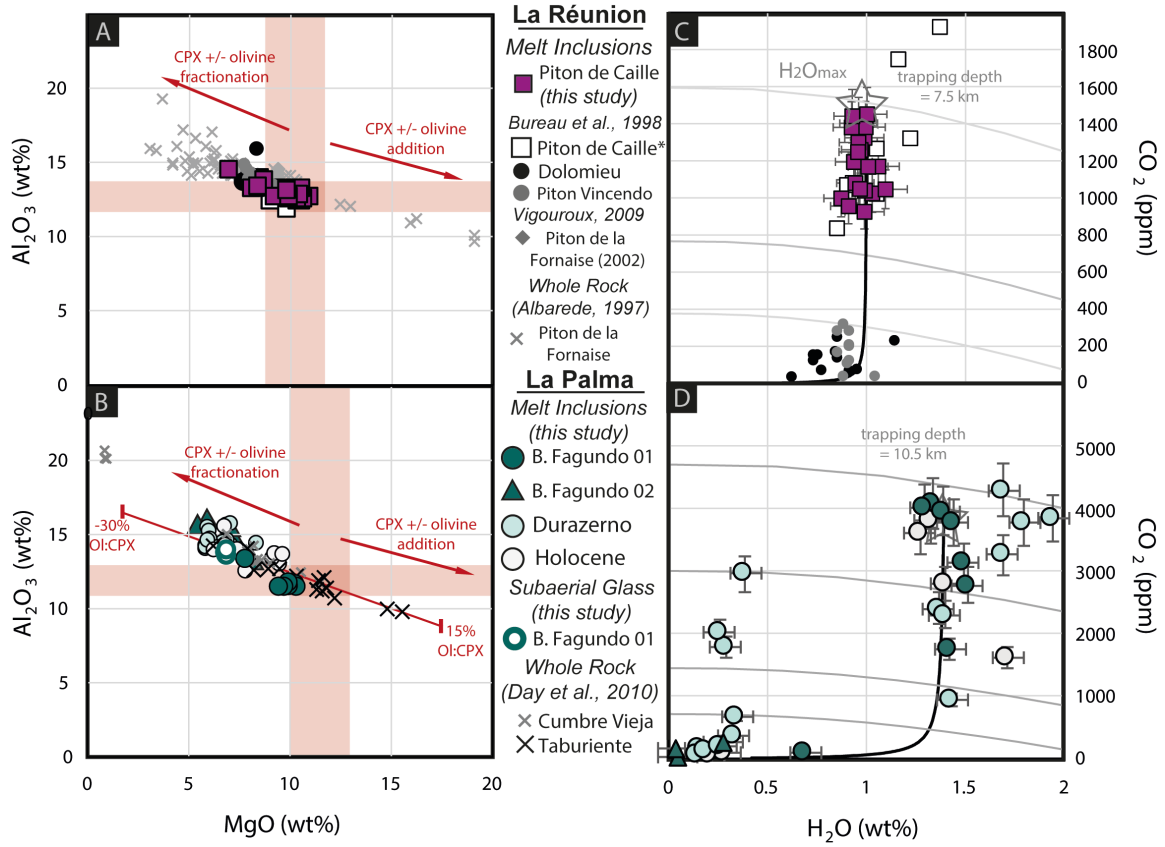 A
CPX +/- olivine
fractionation
CPX +/- olivine
addition
20
15
10
5
0
Al2O3 (wt%)
B
CPX +/- olivine
fractionation
CPX +/- olivine
addition
-30%
Ol:CPX
15%
Ol:CPX
20
15
10
5
0
Al2O3 (wt%)
0
5
10
15
20
MgO (wt%)
La Réunion
Melt Inclusions
Piton de Caille
(this study)
Bureau et al., 1998
Piton de Caille*
Dolomieu
Piton Vincendo
Vigouroux, 2009
Piton de la
Fornaise (2002)
Whole Rock
(Albarede, 1997)
Piton de la
Fornaise
La Palma
Melt Inclusions
(this study)
B. Fagundo 01
B. Fagundo 02
Durazerno
Holocene
Subaerial Glass
(this study)
B. Fagundo 01
Whole Rock
(Day et al., 2010)
Cumbre Vieja
Taburiente
C
H2Omax
trapping depth
= 7.5 km
1800
1600
1400
1200
1000
800
600
400
200
0
CO2 (ppm)
D
trapping depth
= 10.5 km
5000
4000
3000
2000
1000
0
CO2 (ppm)
0
0.5
1
1.5
2
H2O (wt%)